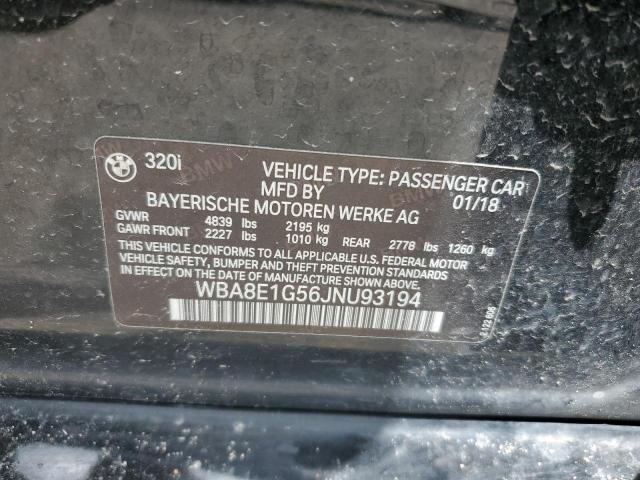 BMW 320i VEHICLE TYPE: PASSENGER CAR
MFD BY 01/18
BAYERISCHE MOTOREN WERKE AG
GVWR 4839 lbs 2195 kg
GAWR FRONT 2227 lbs 1010 kg REAR 2778 lbs 1260 kg
THIS VEHICLE CONFORMS TO ALL APPLICABLE U.S. FEDERAL MOTOR
VEHICLE SAFETY, BUMPER AND THEFT PREVENTION STANDARDS
IN EFFECT ON THE DATE OF MANUFACTURE SHOWN ABOVE.
WBA8E1G56JNU93194